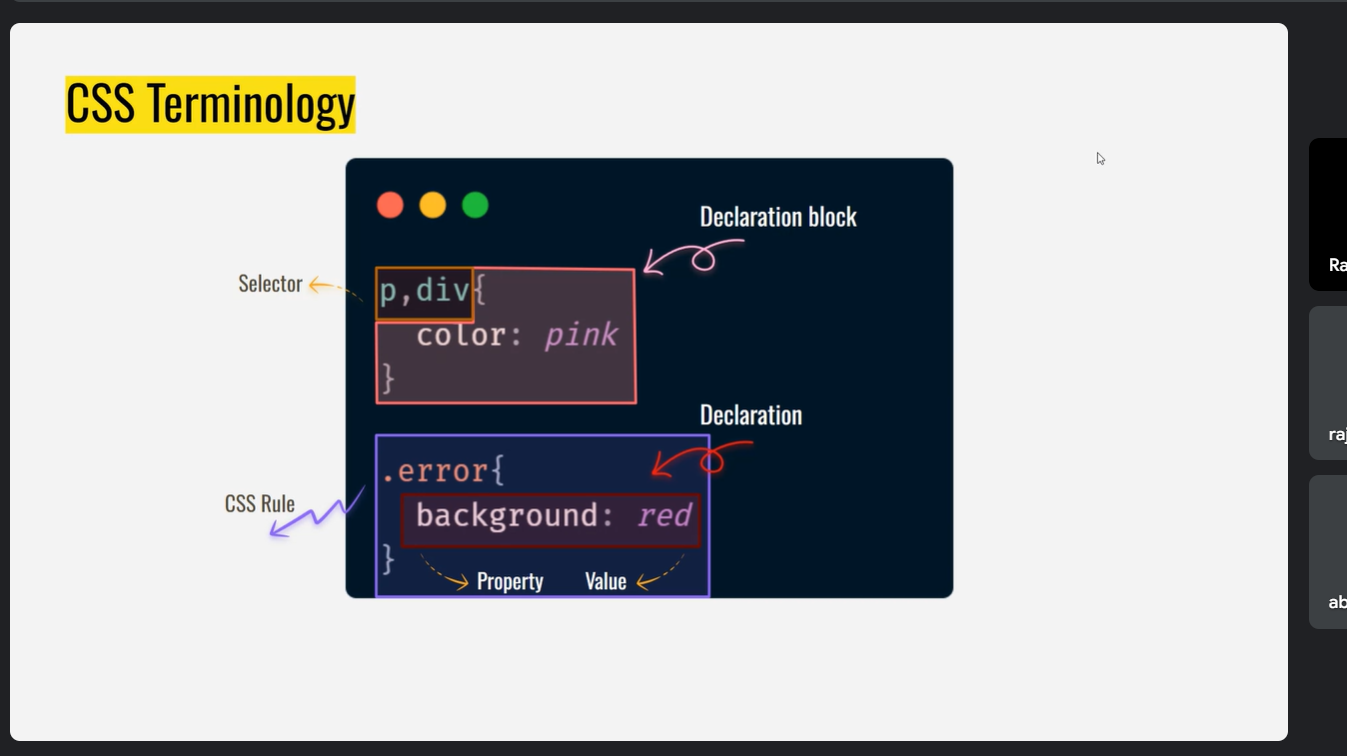 CSS Terminology
Declaration block
Selector
p,div{
color: pink
}
Declaration
.error{
CSS Rule
background: red
}
Property Value
Ra
raj
ab